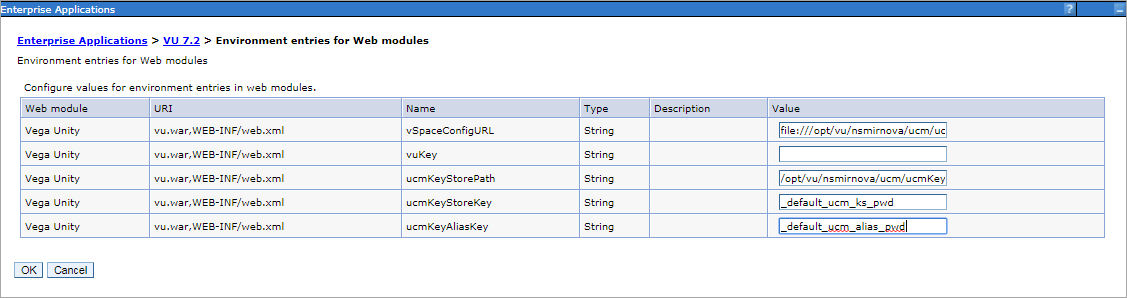 Enterprise Applications ? _
Enterprise Applications > VU 7.2 > Environment entries for Web modules
Environment entries for Web modules
Configure values for environment entries in web modules.
Web module URI Name Type Description Value
Vega Unity vu.war,WEB-INF/web.xml vSpaceConfigURL String file:///opt/vu/nsmirnova/ucm/uc
Vega Unity vu.war,WEB-INF/web.xml vuKey String
Vega Unity vu.war,WEB-INF/web.xml ucmKeyStorePath String /opt/vu/nsmirnova/ucm/ucmKey
Vega Unity vu.war,WEB-INF/web.xml ucmKeyStoreKey String _default_ucm_ks_pwd
Vega Unity vu.war,WEB-INF/web.xml ucmKeyAliasKey String _default_ucm_alias_pwd
OK Cancel